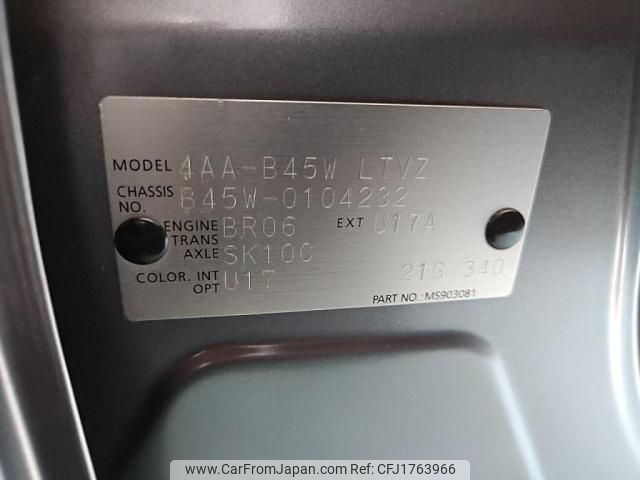 MODEL 4AA-B45W LTVZ
CHASSIS NO. B45W-0104232
ENGINE BR06 EXT U17A
TRANS AXLE SK10C
COLOR. INT U17
OPT 21G 340
PART NO.: MS903081
www.CarFromJapan.com - ID CFJ1763966